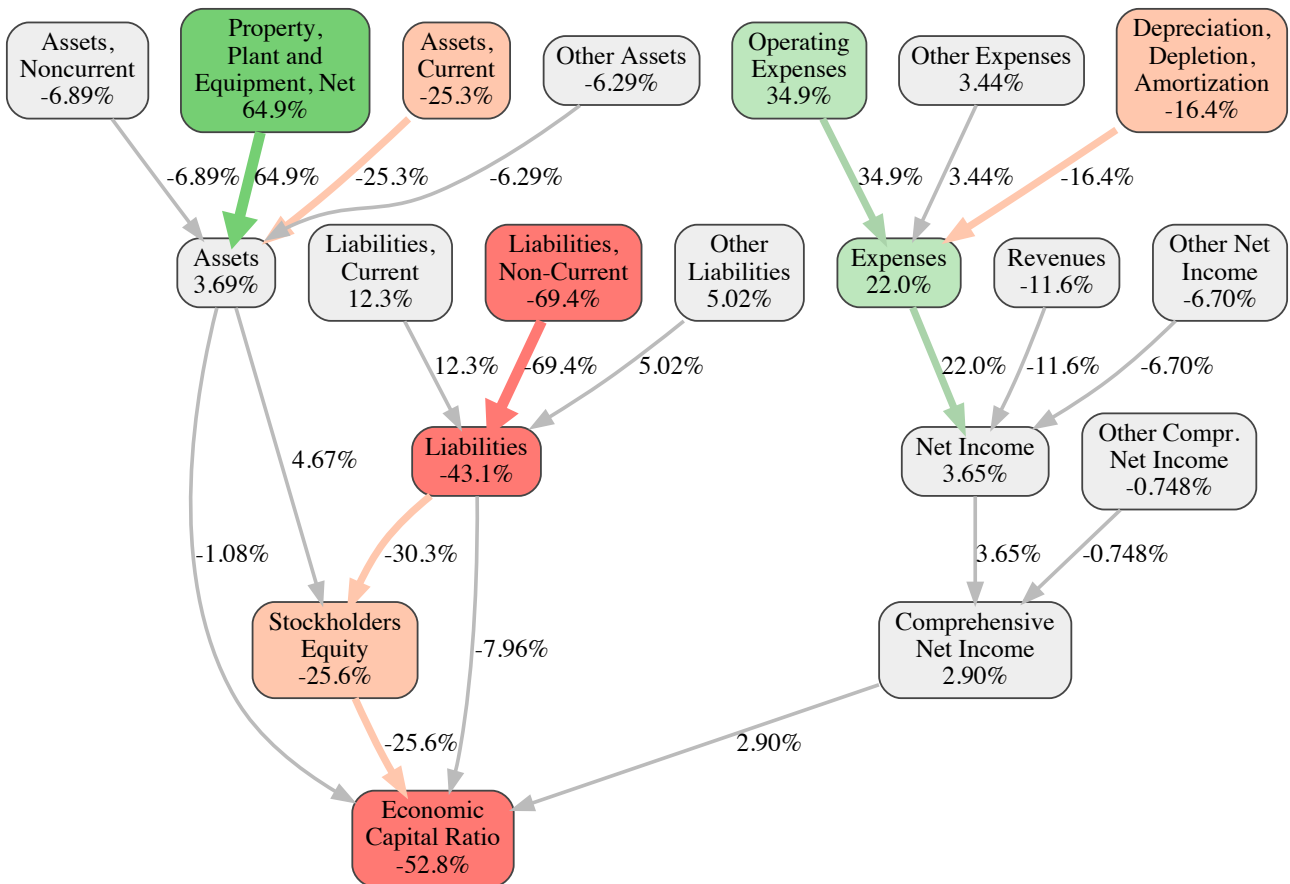 Assets,
Noncurrent
-6.89%
Property,
Plant and
Equipment, Net
64.9%
Assets,
Current
-25.3%
Other Assets
-6.29%
Operating
Expenses
34.9%
Other Expenses
3.44%
Depreciation,
Depletion,
Amortization
-16.4%
-6.89%
64.9%
-25.3%
-6.29%
34.9%
3.44%
-16.4%
Assets
3.69%
Liabilities,
Current
12.3%
Liabilities,
Non-Current
-69.4%
Other
Liabilities
5.02%
Expenses
22.0%
Revenues
-11.6%
Other Net
Income
-6.70%
12.3%
-69.4%
5.02%
22.0%
-11.6%
-6.70%
Liabilities
-43.1%
Net Income
3.65%
Other Compr.
Net Income
-0.748%
4.67%
-1.08%
-30.3%
3.65%
-0.748%
Stockholders
Equity
-25.6%
-7.96%
Comprehensive
Net Income
2.90%
-25.6%
2.90%
Economic
Capital Ratio
-52.8%